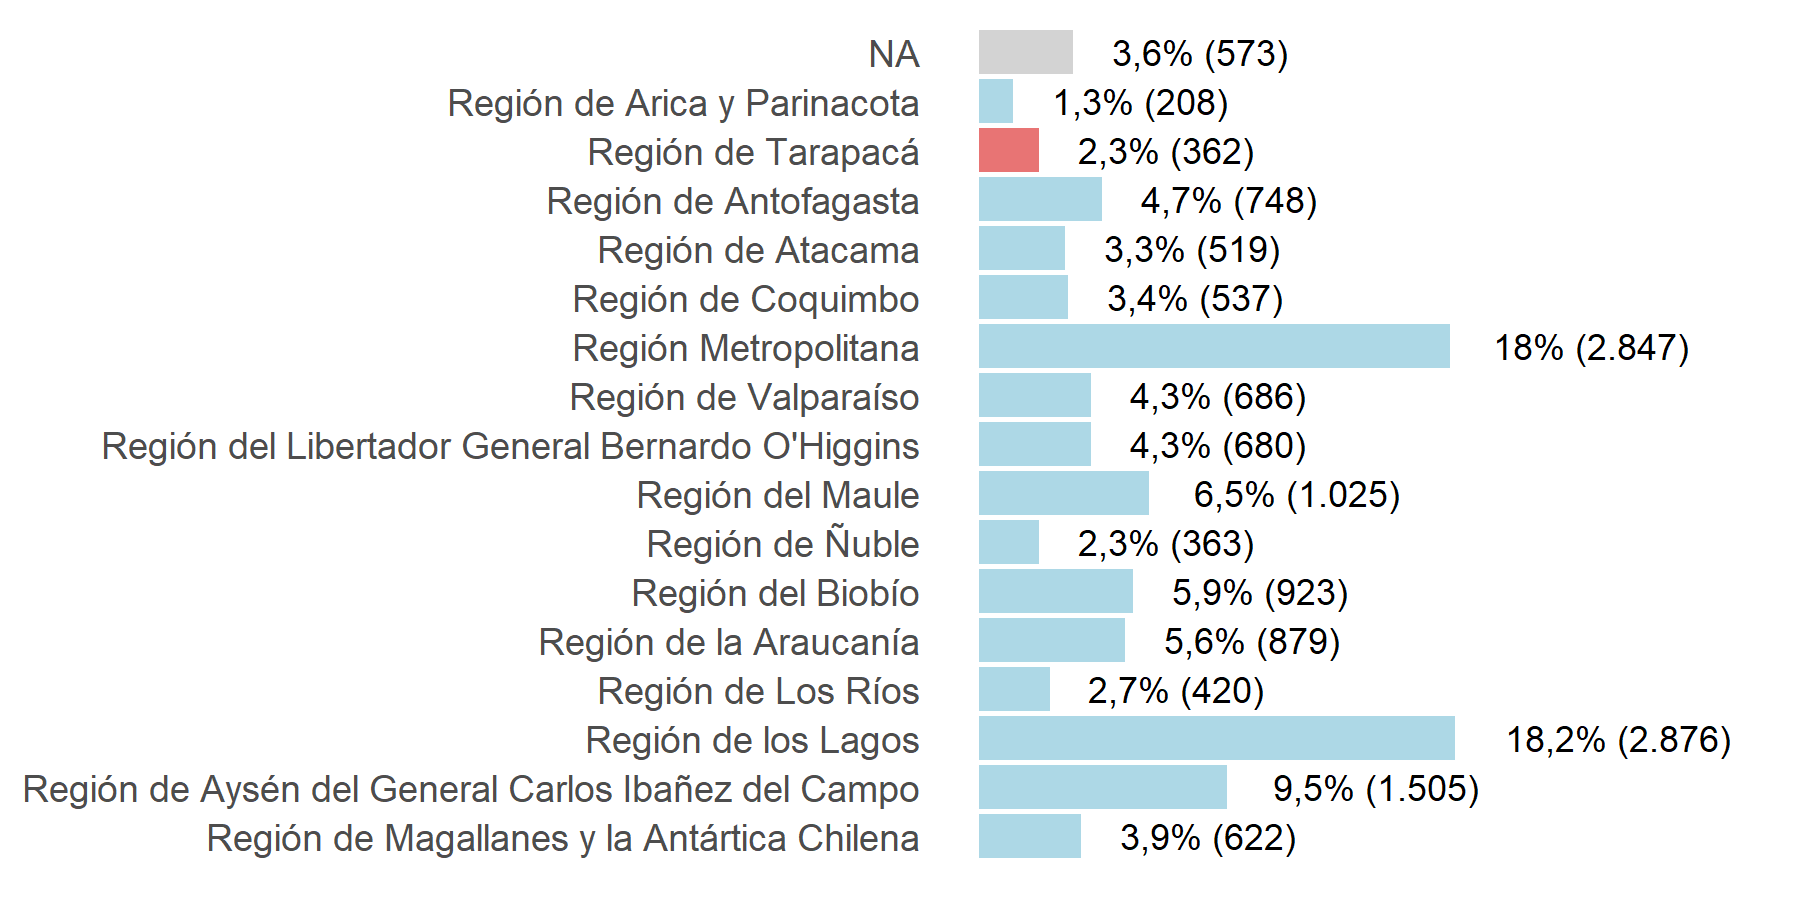 NA 3,6% (573)
Región de Arica y Parinacota 1,3% (208)
Región de Tarapacá 2,3% (362)
Región de Antofagasta 4,7% (748)
Región de Atacama 3,3% (519)
Región de Coquimbo 3,4% (537)
Región Metropolitana 18% (2.847)
Región de Valparaíso 4,3% (686)
Región del Libertador General Bernardo O'Higgins 4,3% (680)
Región del Maule 6,5% (1.025)
Región de Ñuble 2,3% (363)
Región del Biobío 5,9% (923)
Región de la Araucanía 5,6% (879)
Región de Los Ríos 2,7% (420)
Región de los Lagos 18,2% (2.876)
Región de Aysén del General Carlos Ibañez del Campo 9,5% (1.505)
Región de Magallanes y la Antártica Chilena 3,9% (622)